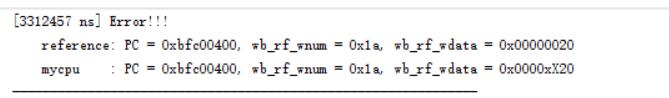 [3312457 ns] Error!!!
reference: PC = 0xbfc00400, wb_rf_wnum = 0x1a, wb_rf_wdata = 0x00000020
mycpu : PC = 0xbfc00400, wb_rf_wnum = 0x1a, wb_rf_wdata = 0x0000xX20